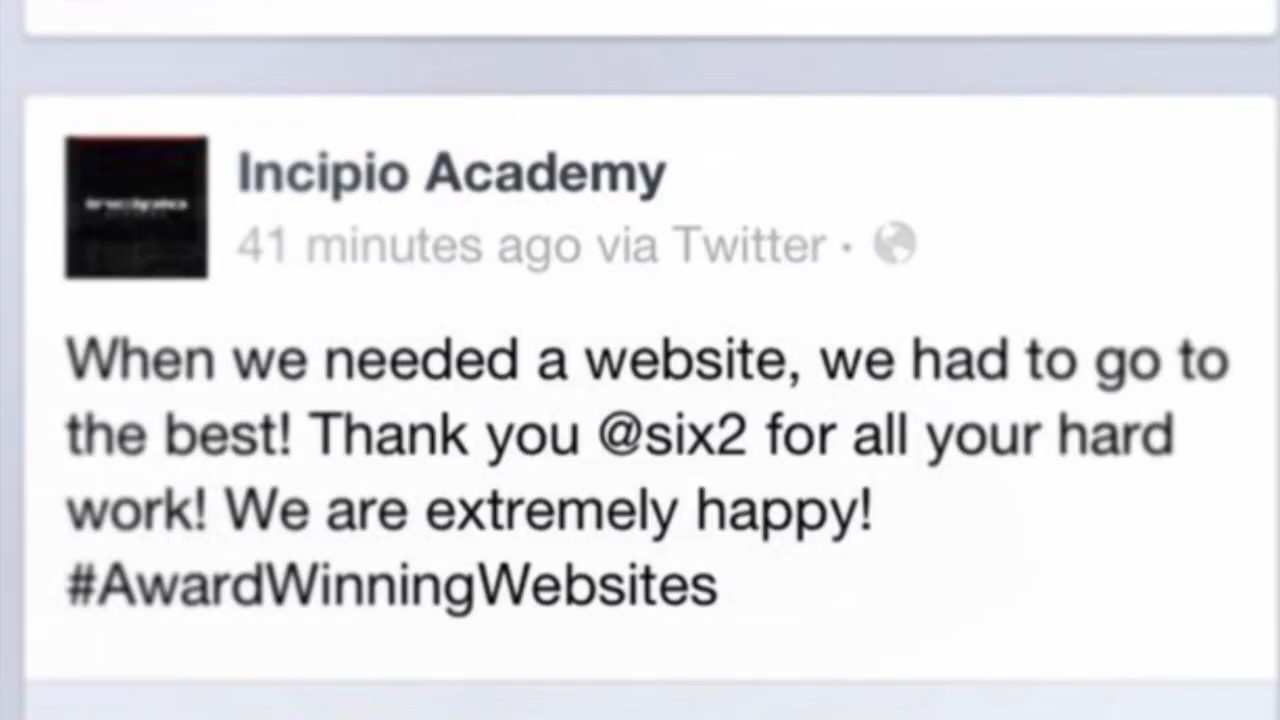 Incipio Academy
41 minutes ago via Twitter ·
When we needed a website, we had to go to
the best! Thank you @six2 for all your hard
work! We are extremely happy!
#AwardWinningWebsites